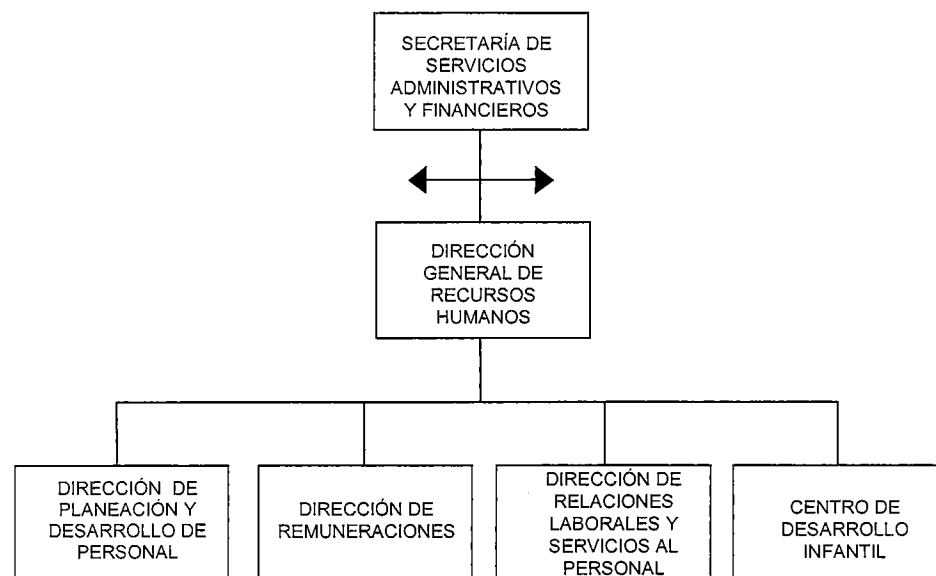 SECRETARÍA DE
SERVICIOS
ADMINISTRATIVOS
Y FINANCIEROS
DIRECCIÓN
GENERAL DE
RECURSOS
HUMANOS
DIRECCIÓN DE
PLANEACIÓN Y
DESARROLLO DE
PERSONAL
DIRECCIÓN DE
REMUNERACIONES
DIRECCIÓN DE
RELACIONES
LABORALES Y
SERVICIOS AL
PERSONAL
CENTRO DE
DESARROLLO
INFANTIL